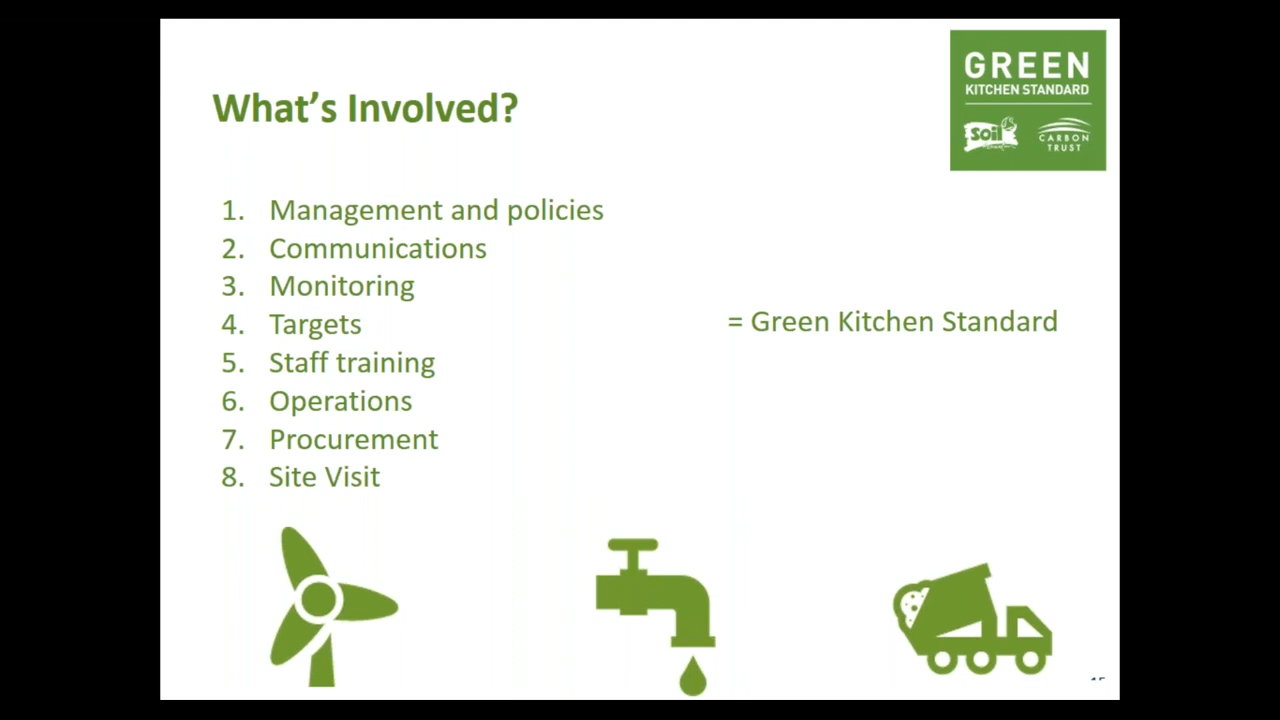 GREEN
KITCHEN STANDARD
soil
CARBON
TRUST
What's Involved?
1. Management and policies
2. Communications
3. Monitoring
4. Targets
5. Staff training
6. Operations
7. Procurement
8. Site Visit
= Green Kitchen Standard